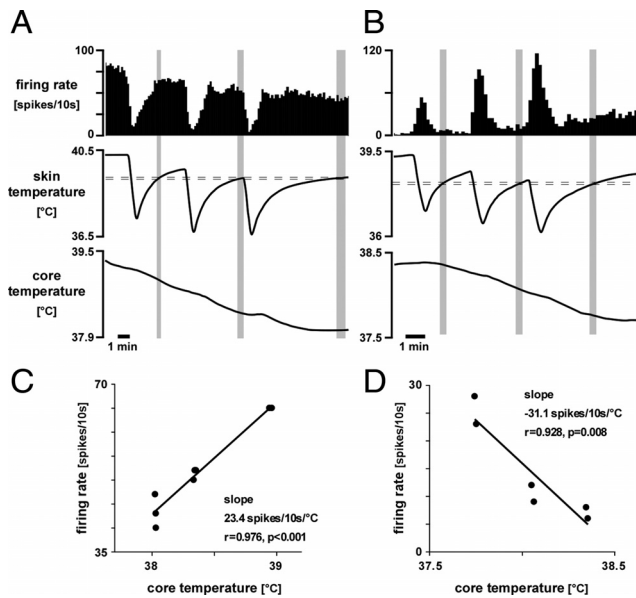 A
B
100
firing rate
[spikes/10s]
0
120
0
40.5
skin
temperature
[°C]
36.5
39.5
36
39.5
core
temperature
[°C]
37.9
38.5
37.5
1 min
1 min
C
D
70
firing rate [spikes/10s]
35
slope
23.4 spikes/10s/°C
r=0.976, p<0.001
38
39
core temperature [°C]
30
firing rate [spikes/10s]
0
slope
-31.1 spikes/10s/°C
r=0.928, p=0.008
37.5
38.5
core temperature [°C]